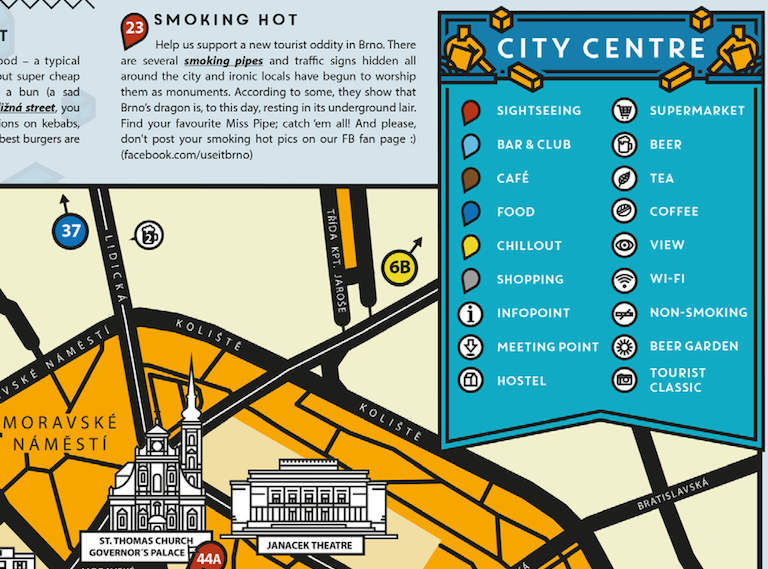 T
ood – a typical
but super cheap
a bun (a sad
ížná street, you
ions on kebabs,
best burgers are
23 SMOKING HOT
Help us support a new tourist oddity in Brno. There
are several smoking pipes and traffic signs hidden all
around the city and ironic locals have begun to worship
them as monuments. According to some, they show that
Brno's dragon is, to this day, resting in its underground lair.
Find your favourite Miss Pipe; catch 'em all! And please,
don't post your smoking hot pics on our FB fan page :)
(facebook.com/useitbrno)
CITY CENTRE
SIGHTSEEING
BAR & CLUB
CAFÉ
FOOD
CHILLOUT
SHOPPING
i INFOPOINT
MEETING POINT
HOSTEL
SUPERMARKET
BEER
TEA
COFFEE
VIEW
WI-FI
NON-SMOKING
BEER GARDEN
TOURIST
CLASSIC
37
LIDICKÁ
2
TŘÍDA KPT. JAROŠE
6B
KOLIŠTĚ
VSKÉ NÁMĚSTÍ
MORAVSKÉ
NÁMĚSTÍ
KOLIŠTĚ
BRATISLAVSKÁ
ST. THOMAS CHURCH
GOVERNOR´S PALACE
JANACEK THEATRE
44A
MORAVSKÉ
KÁ